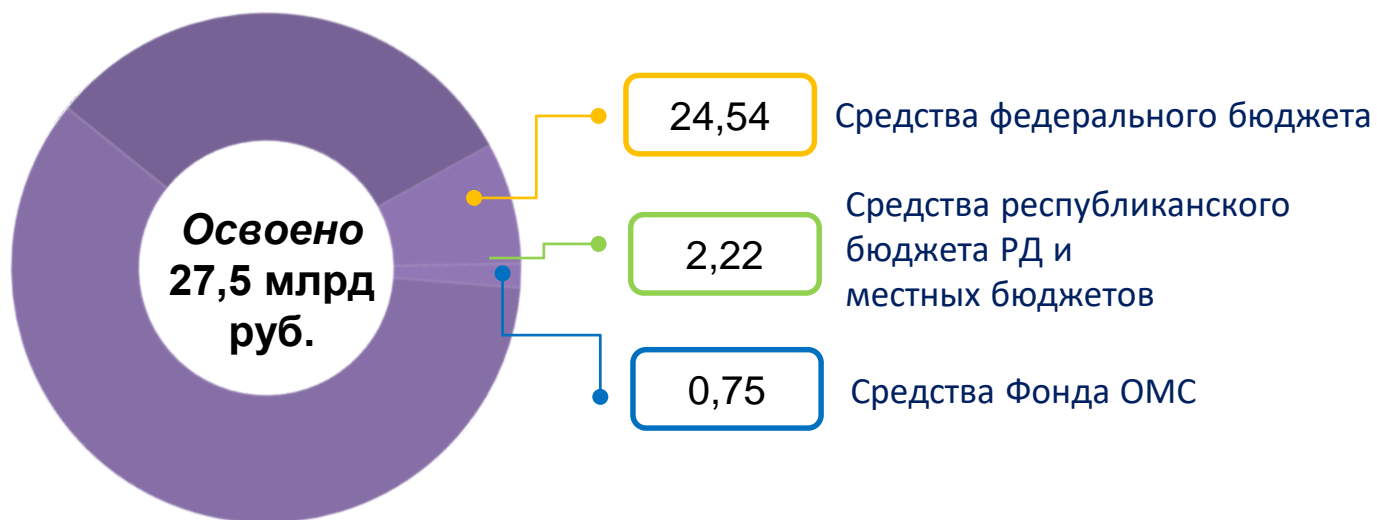 Освоено
27,5 млрд
руб.
24,54
Средства федерального бюджета
2,22
Средства республиканского
бюджета РД и
местных бюджетов
0,75
Средства Фонда ОМС